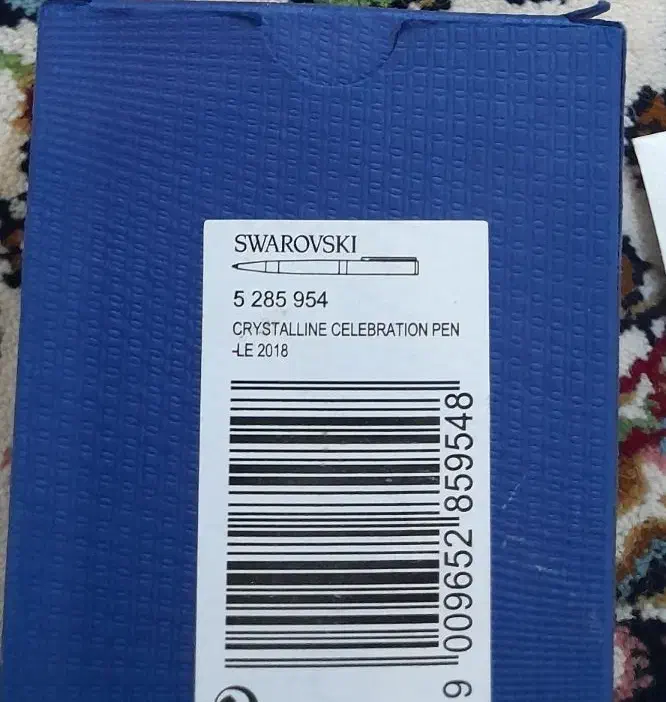 SWAROVSKI
5 285 954
CRYSTALLINE CELEBRATION PEN
-LE 2018
9 009652 859548